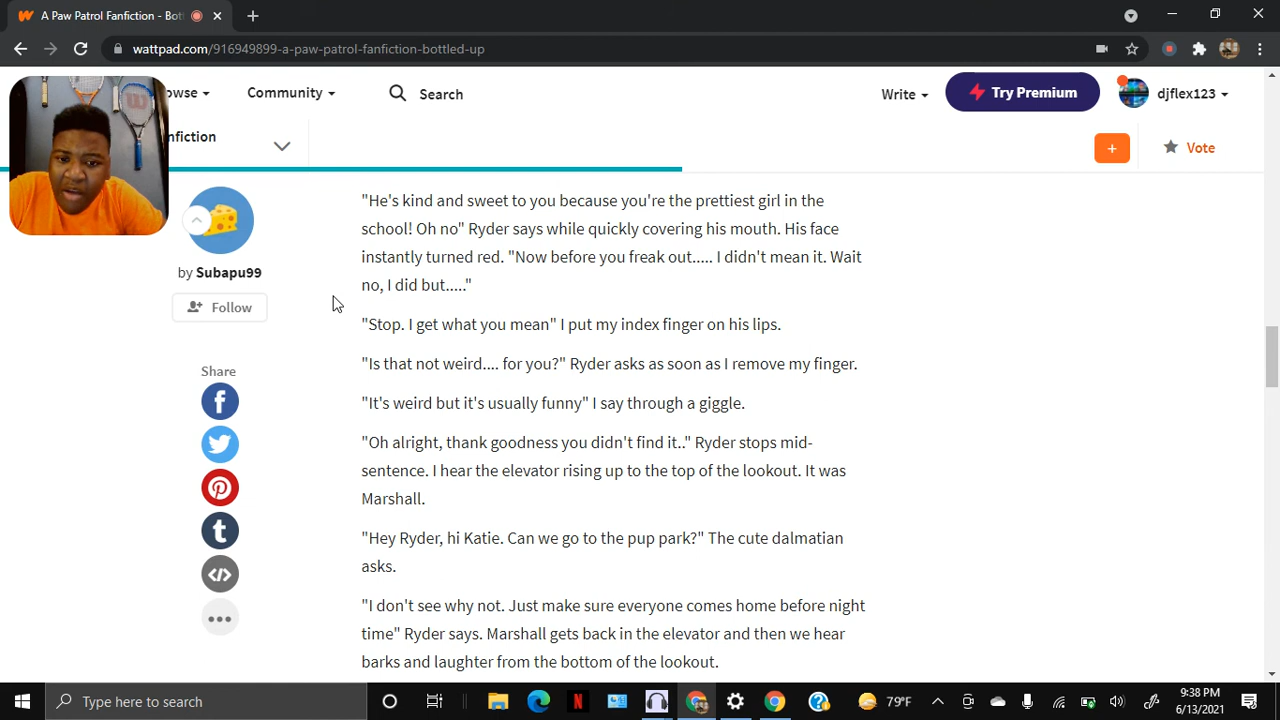 A Paw Patrol Fanfiction - Bot
wattpad.com/916949899-a-paw-patrol-fanfiction-bottled-up
owse
Community
Search
Write
Try Premium
djflex123
nfiction
+
Vote
"He's kind and sweet to you because you're the prettiest girl in the
school! Oh no" Ryder says while quickly covering his mouth. His face
instantly turned red. "Now before you freak out..... I didn't mean it. Wait
no, I did but....."
by Subapu99
Follow
"Stop. I get what you mean" I put my index finger on his lips.
"Is that not weird.... for you?" Ryder asks as soon as I remove my finger.
Share
"It's weird but it's usually funny" I say through a giggle.
"Oh alright, thank goodness you didn't find it.." Ryder stops mid-
sentence. I hear the elevator rising up to the top of the lookout. It was
Marshall.
"Hey Ryder, hi Katie. Can we go to the pup park?" The cute dalmatian
asks.
"I don't see why not. Just make sure everyone comes home before night
time" Ryder says. Marshall gets back in the elevator and then we hear
barks and laughter from the bottom of the lookout.
Type here to search
79°F
9:38 PM
6/13/2021